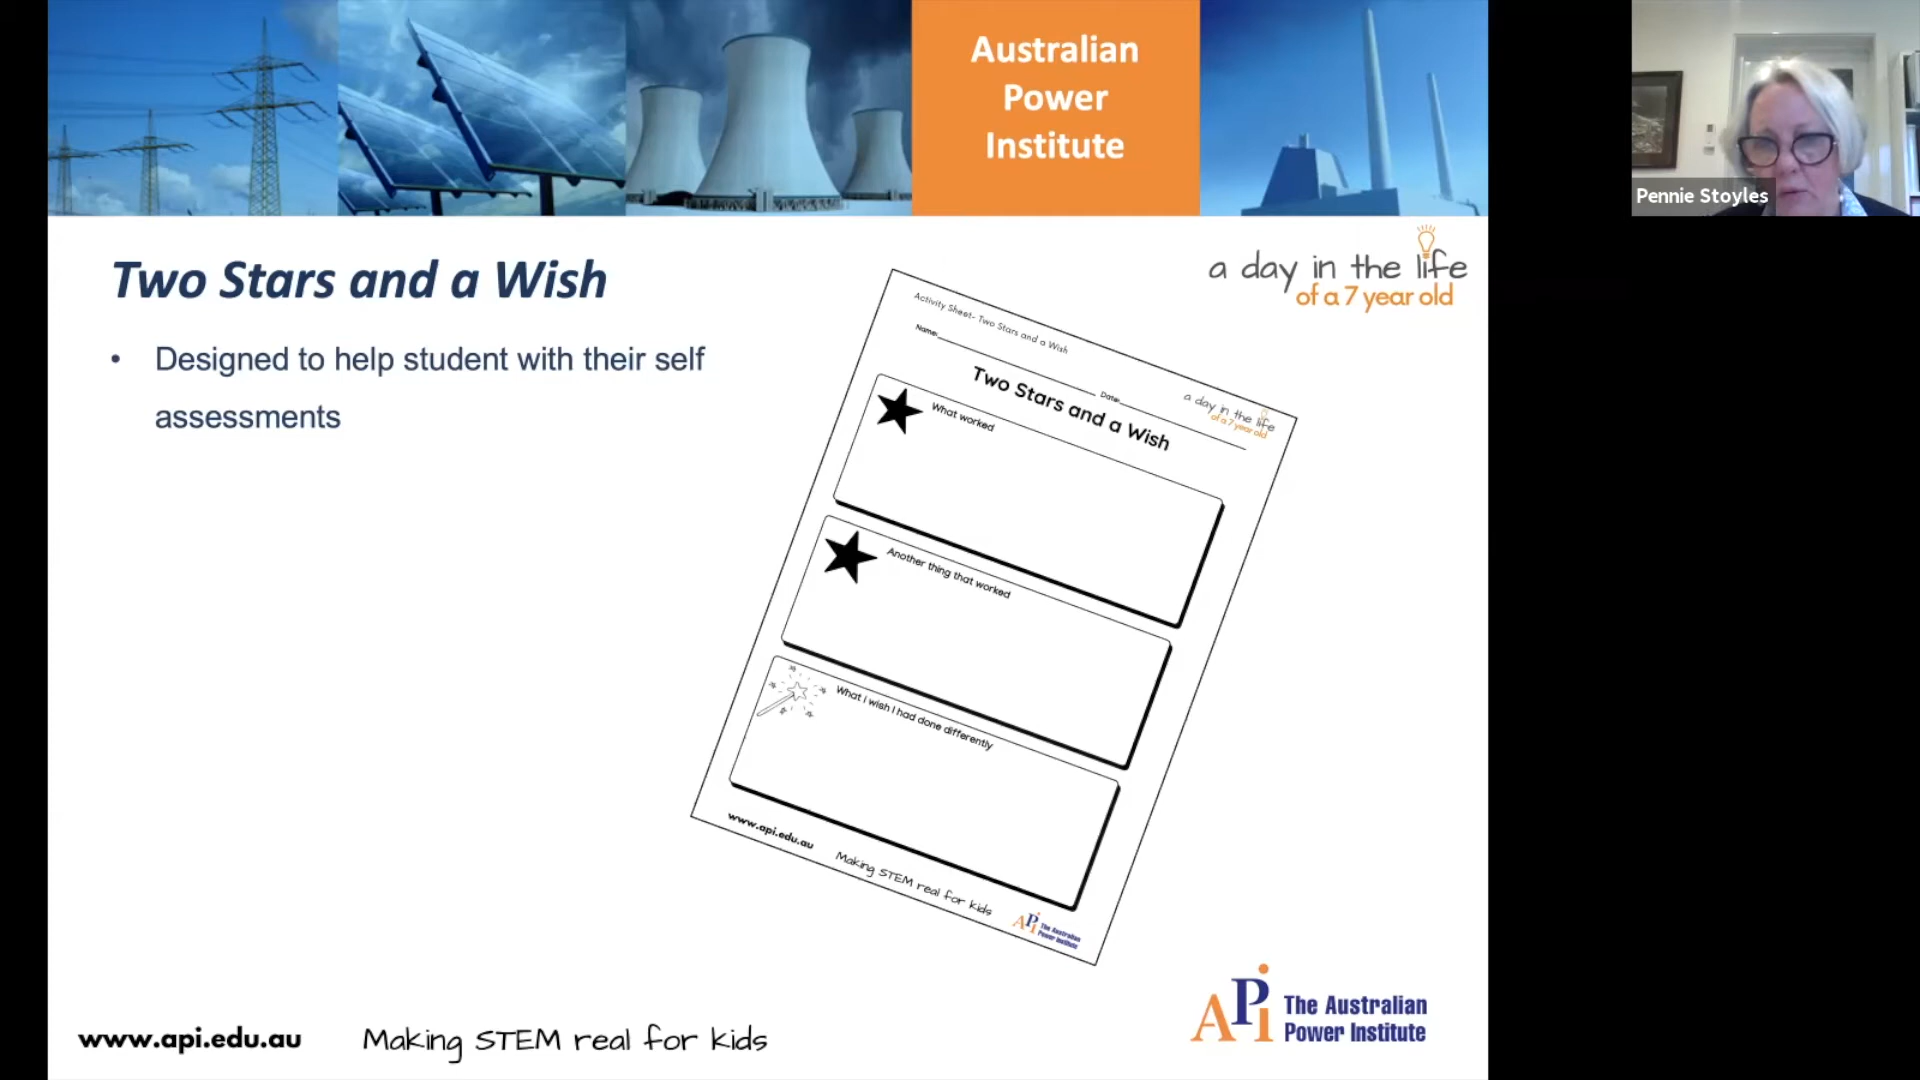 Australian
Power
Institute
Pennie Stoyles
a day in the life
of a 7 year old
Two Stars and a Wish
• Designed to help student with their self
assessments
Activity Sheet- Two Stars and a Wish
Name:
Date:
a day in the life
of a 7 year old
Two Stars and a Wish
What worked
Another thing that worked
What i wish I had done differently
www.api.edu.au
Making STEM real for kids
APi
The Australian
Power Institute
www.api.edu.au
Making STEM real for kids
APi
The Australian
Power Institute